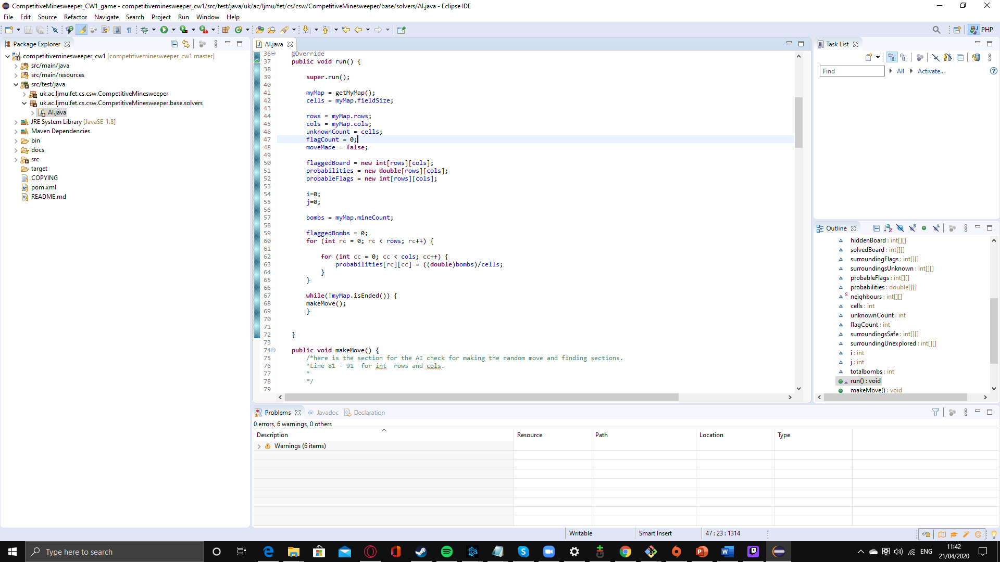 CompetitiveMinesweeper_CW1_game - competitiveminesweeper_cw1/src/test/java/uk/ac/ljmu/fet/cs/csw/CompetitiveMinesweeper/base/solvers/AI.java - Eclipse IDE
File Edit Source Refactor Navigate Search Project Run Window Help
PHP
Package Explorer
competitiveminesweeper_cw1 [competitiveminesweeper_cw1 master]
src/main/java
src/main/resources
src/test/java
uk.ac.ljmu.fet.cs.csw.CompetitiveMinesweeper
uk.ac.ljmu.fet.cs.csw.CompetitiveMinesweeper.base.solvers
AI.java
JRE System Library [JavaSE-1.8]
Maven Dependencies
bin
docs
src
target
COPYING
pom.xml
README.md
AI.java
36 @Override
37 public void run() {
38
39 super.run();
40
41 myMap = getMyMap();
42 cells = myMap.fieldSize;
43
44 rows = myMap.rows;
45 cols = myMap.cols;
46 unknownCount = cells;
47 flagCount = 0;
48 moveMade = false;
49
50 flaggedBoard = new int[rows][cols];
51 probabilities = new double[rows][cols];
52 probableFlags = new int[rows][cols];
53
54 i=0;
55 j=0;
56
57 bombs = myMap.mineCount;
58
59 flaggedBombs = 0;
60 for (int rc = 0; rc < rows; rc++) {
61
62 for (int cc = 0; cc < cols; cc++) {
63 probabilities[rc][cc] = ((double)bombs)/cells;
64 }
65 }
66
67 while(!myMap.isEnded()) {
68 makeMove();
69 }
70
71
72 }
73
74 public void makeMove() {
75 /*here is the section for the AI check for making the random move and finding sections.
76 *Line 81 - 91  for int  rows and cols.
77 *
78 */
79
Task List
Find All Activate...
Outline
hiddenBoard : int[][]
solvedBoard : int[][]
surroundingFlags : int[][]
surroundingsUnknown : int[][]
probableFlags : int[][]
probabilities : double[][]
neighbours : int[][]
cells : int
unknownCount : int
flagCount : int
surroundingsSafe : int[][]
surroundingUnexplored : int[][]
i : int
j : int
totalbombs : int
run() : void
makeMove() : void
Problems Javadoc Declaration
0 errors, 6 warnings, 0 others
Description Resource Path Location Type
Warnings (6 items)
Writable Smart Insert 47 : 23 : 1314
Type here to search
ENG
11:42
21/04/2020